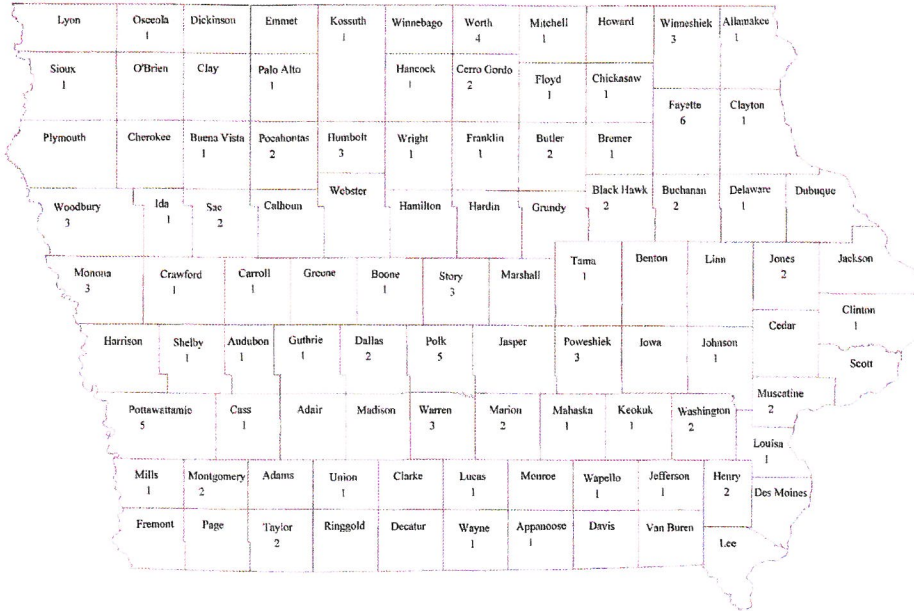 Lyon
Osceola
1
Dickinson
Emmet
Kossuth
1
Winnebago
Worth
4
Mitchell
1
Howard
Winneshiek
3
Allamakee
1
Sioux
1
O'Brien
Clay
Palo Alto
1
Hancock
1
Cerro Gordo
2
Floyd
1
Chickasaw
1
Fayette
6
Clayton
1
Plymouth
Cherokee
Buena Vista
1
Pocahontas
2
Humbolt
3
Wright
1
Franklin
1
Butler
2
Bremer
1
Woodbury
3
Ida
1
Sac
2
Calhoun
Webster
Hamilton
Hardin
Grundy
Black Hawk
2
Buchanan
2
Delaware
1
Dubuque
Monona
3
Crawford
1
Carroll
1
Greene
Boone
1
Story
3
Marshall
Tama
1
Benton
Linn
Jones
2
Jackson
Clinton
1
Harrison
Shelby
1
Audubon
1
Guthrie
1
Dallas
2
Polk
5
Jasper
Poweshiek
3
Iowa
Johnson
1
Cedar
Scott
Pottawattamie
5
Cass
1
Adair
Madison
Warren
3
Marion
2
Mahaska
1
Keokuk
1
Washington
2
Muscatine
2
Louisa
1
Mills
1
Montgomery
2
Adams
Union
1
Clarke
Lucas
1
Monroe
Wapello
1
Jefferson
1
Henry
2
Des Moines
Fremont
Page
Taylor
2
Ringgold
Decatur
Wayne
1
Appanoose
1
Davis
Van Buren
Lee